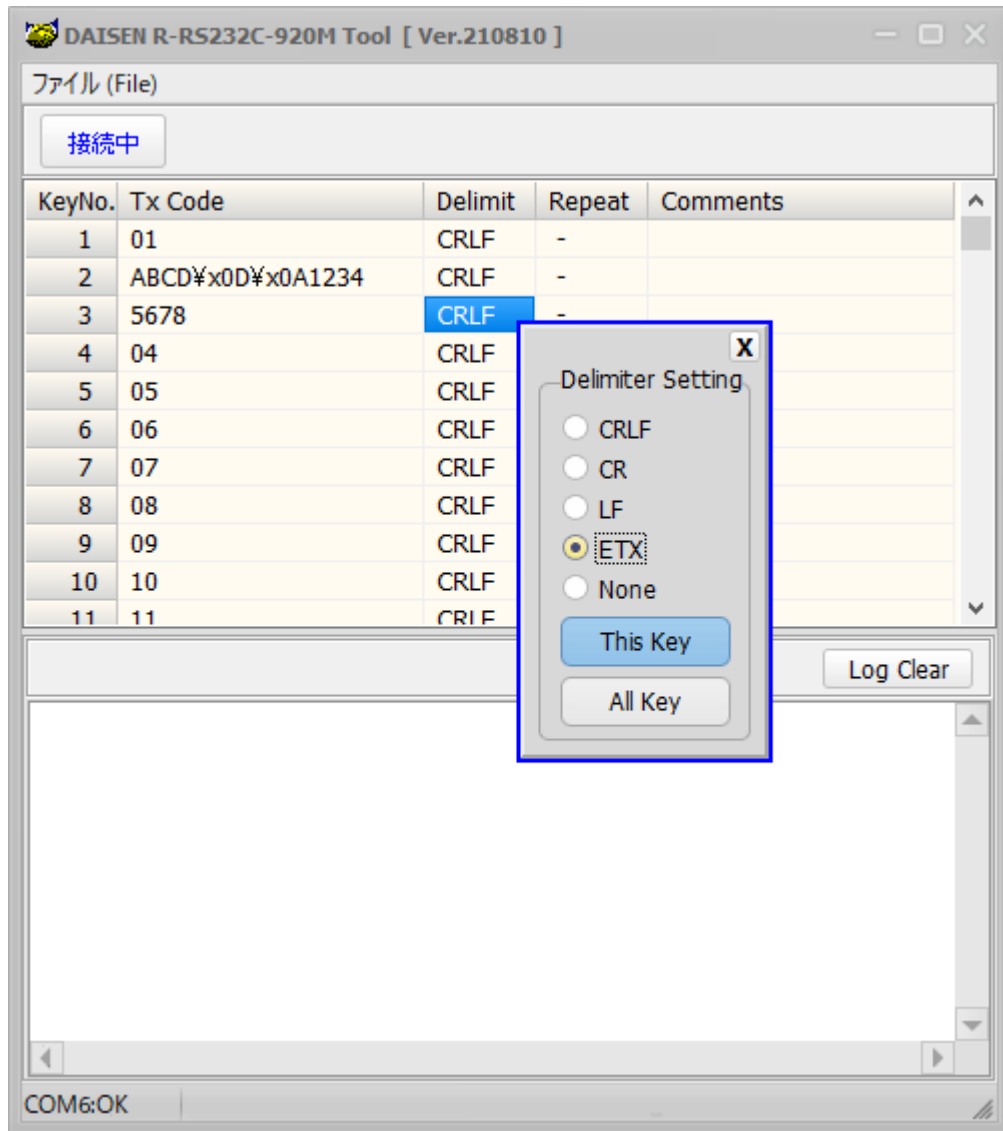 DAISEN R-RS232C-920M Tool [ Ver.210810 ]
ファイル (File)
接続中
KeyNo. Tx Code Delimit Repeat Comments
1 01 CRLF -
2 ABCD¥x0D¥x0A1234 CRLF -
3 5678 CRLF -
4 04 CRLF
5 05 CRLF
6 06 CRLF
7 07 CRLF
8 08 CRLF
9 09 CRLF
10 10 CRLF
11 11 CRLF
X
Delimiter Setting
CRLF
CR
LF
ETX
None
This Key
All Key
Log Clear
COM6:OK